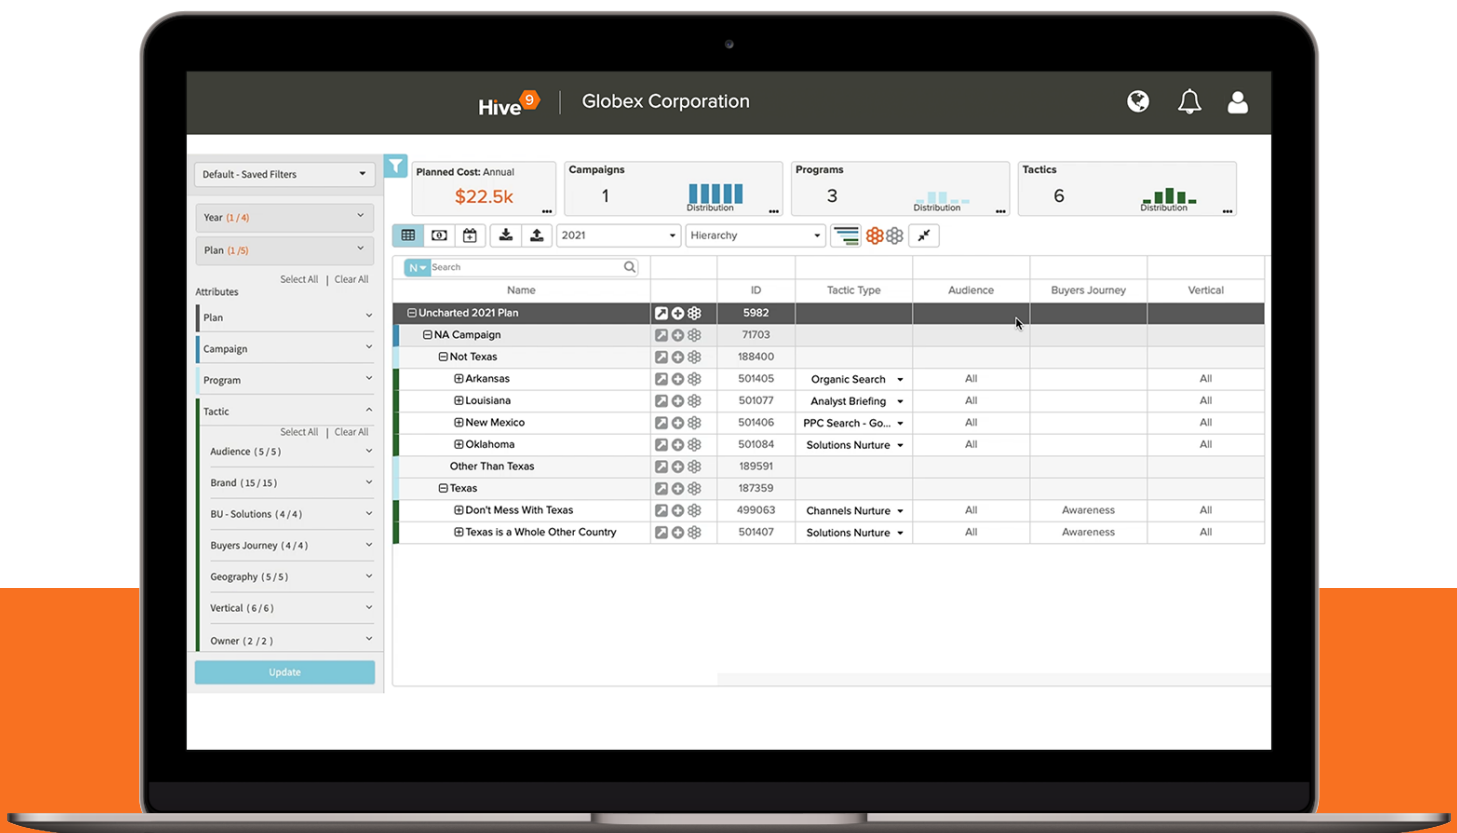 Hive9 | Globex Corporation
Default - Saved Filters
Year (1 / 4)
Plan (1 /5)
Select All | Clear All
Attributes
Plan
Campaign
Program
Tactic
Select All | Clear All
Audience (5 / 5)
Brand (15 / 15)
BU - Solutions (4 / 4)
Buyers Journey (4 / 4)
Geography (5 / 5)
Vertical (6 / 6)
Owner (2 / 2 )
Update
Planned Cost: Annual
$22.5k
Campaigns
1
Distribution
Programs
3
Distribution
Tactics
6
Distribution
2021
Hierarchy
N Search
Name ID Tactic Type Audience Buyers Journey Vertical
Uncharted 2021 Plan 5982
NA Campaign 71703
Not Texas 188400
Arkansas 501405 Organic Search All All
Louisiana 501077 Analyst Briefing All All
New Mexico 501406 PPC Search - Go... All All
Oklahoma 501084 Solutions Nurture All All
Other Than Texas 189591
Texas 187359
Don't Mess With Texas 499063 Channels Nurture All Awareness All
Texas is a Whole Other Country 501407 Solutions Nurture All Awareness All